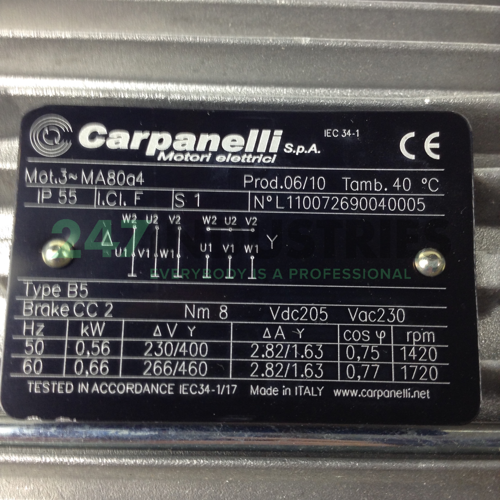 Carpanelli S.p.A. IEC 34-1 CE
Motori elettrici
Mot.3~MA80a4 Prod.06/10 Tamb. 40 °C
IP 55 I.Cl. F S 1 N° L110072690040005
W2 U2 V2 W2 U2 V2
Δ U1 V1 W1 U1 V1 W1 Y
247 INDUSTRIES
EVERYBODY IS A PROFESSIONAL
Type B5
Brake CC 2 Nm 8 Vdc205 Vac230
Hz kW Δ V Y Δ A Y cos φ rpm
50 0,56 230/400 2.82/1.63 0,75 1420
60 0,66 266/460 2.82/1.63 0,77 1720
TESTED IN ACCORDANCE IEC34-1/17 Made in ITALY www.carpanelli.net